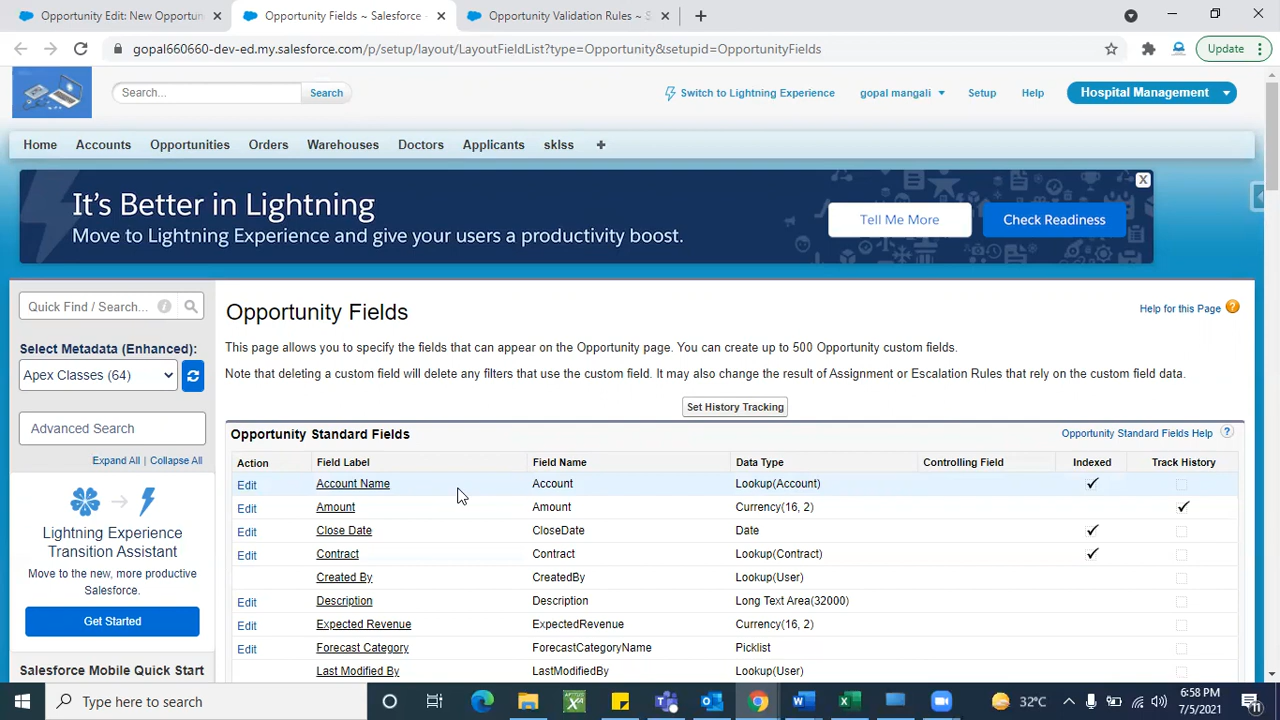 Opportunity Edit: New Opportun
Opportunity Fields ~ Salesforce -
Opportunity Validation Rules ~ S
gopal660660-dev-ed.my.salesforce.com/p/setup/layout/LayoutFieldList?type=Opportunity&setupid=OpportunityFields
Update
Search...
Search
Switch to Lightning Experience
gopal mangali
Setup
Help
Hospital Management
Home
Accounts
Opportunities
Orders
Warehouses
Doctors
Applicants
sklss
It's Better in Lightning
Move to Lightning Experience and give your users a productivity boost.
Tell Me More
Check Readiness
X
Quick Find / Search...
Select Metadata (Enhanced):
Apex Classes (64)
Advanced Search
Expand All | Collapse All
Lightning Experience
Transition Assistant
Move to the new, more productive
Salesforce.
Get Started
Salesforce Mobile Quick Start
Opportunity Fields
Help for this Page
This page allows you to specify the fields that can appear on the Opportunity page. You can create up to 500 Opportunity custom fields.
Note that deleting a custom field will delete any filters that use the custom field. It may also change the result of Assignment or Escalation Rules that rely on the custom field data.
Set History Tracking
Opportunity Standard Fields
Opportunity Standard Fields Help
Action Field Label Field Name Data Type Controlling Field Indexed Track History
Edit Account Name Account Lookup(Account)
Edit Amount Amount Currency(16, 2)
Edit Close Date CloseDate Date
Edit Contract Contract Lookup(Contract)
Created By CreatedBy Lookup(User)
Edit Description Description Long Text Area(32000)
Edit Expected Revenue ExpectedRevenue Currency(16, 2)
Edit Forecast Category ForecastCategoryName Picklist
Last Modified By LastModifiedBy Lookup(User)
Type here to search
32°C
6:58 PM
7/5/2021